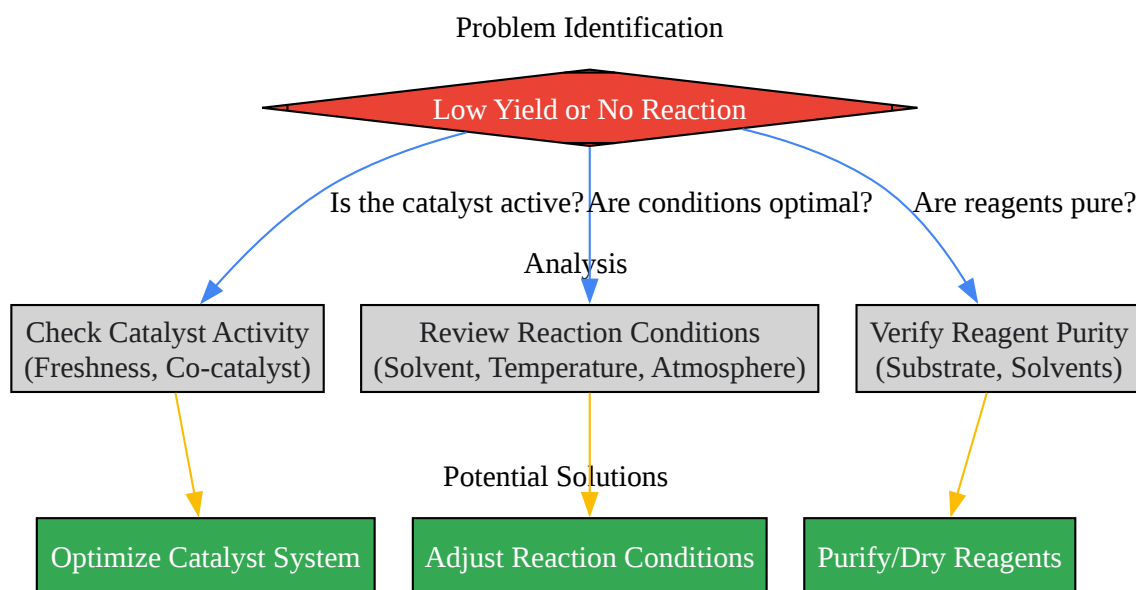 Problem Identification
Low Yield or No Reaction
Is the catalyst active?
Are conditions optimal?
Are reagents pure?
Analysis
Check Catalyst Activity
(Freshness, Co-catalyst)
Review Reaction Conditions
(Solvent, Temperature, Atmosphere)
Verify Reagent Purity
(Substrate, Solvents)
Potential Solutions
Optimize Catalyst System
Adjust Reaction Conditions
Purify/Dry Reagents